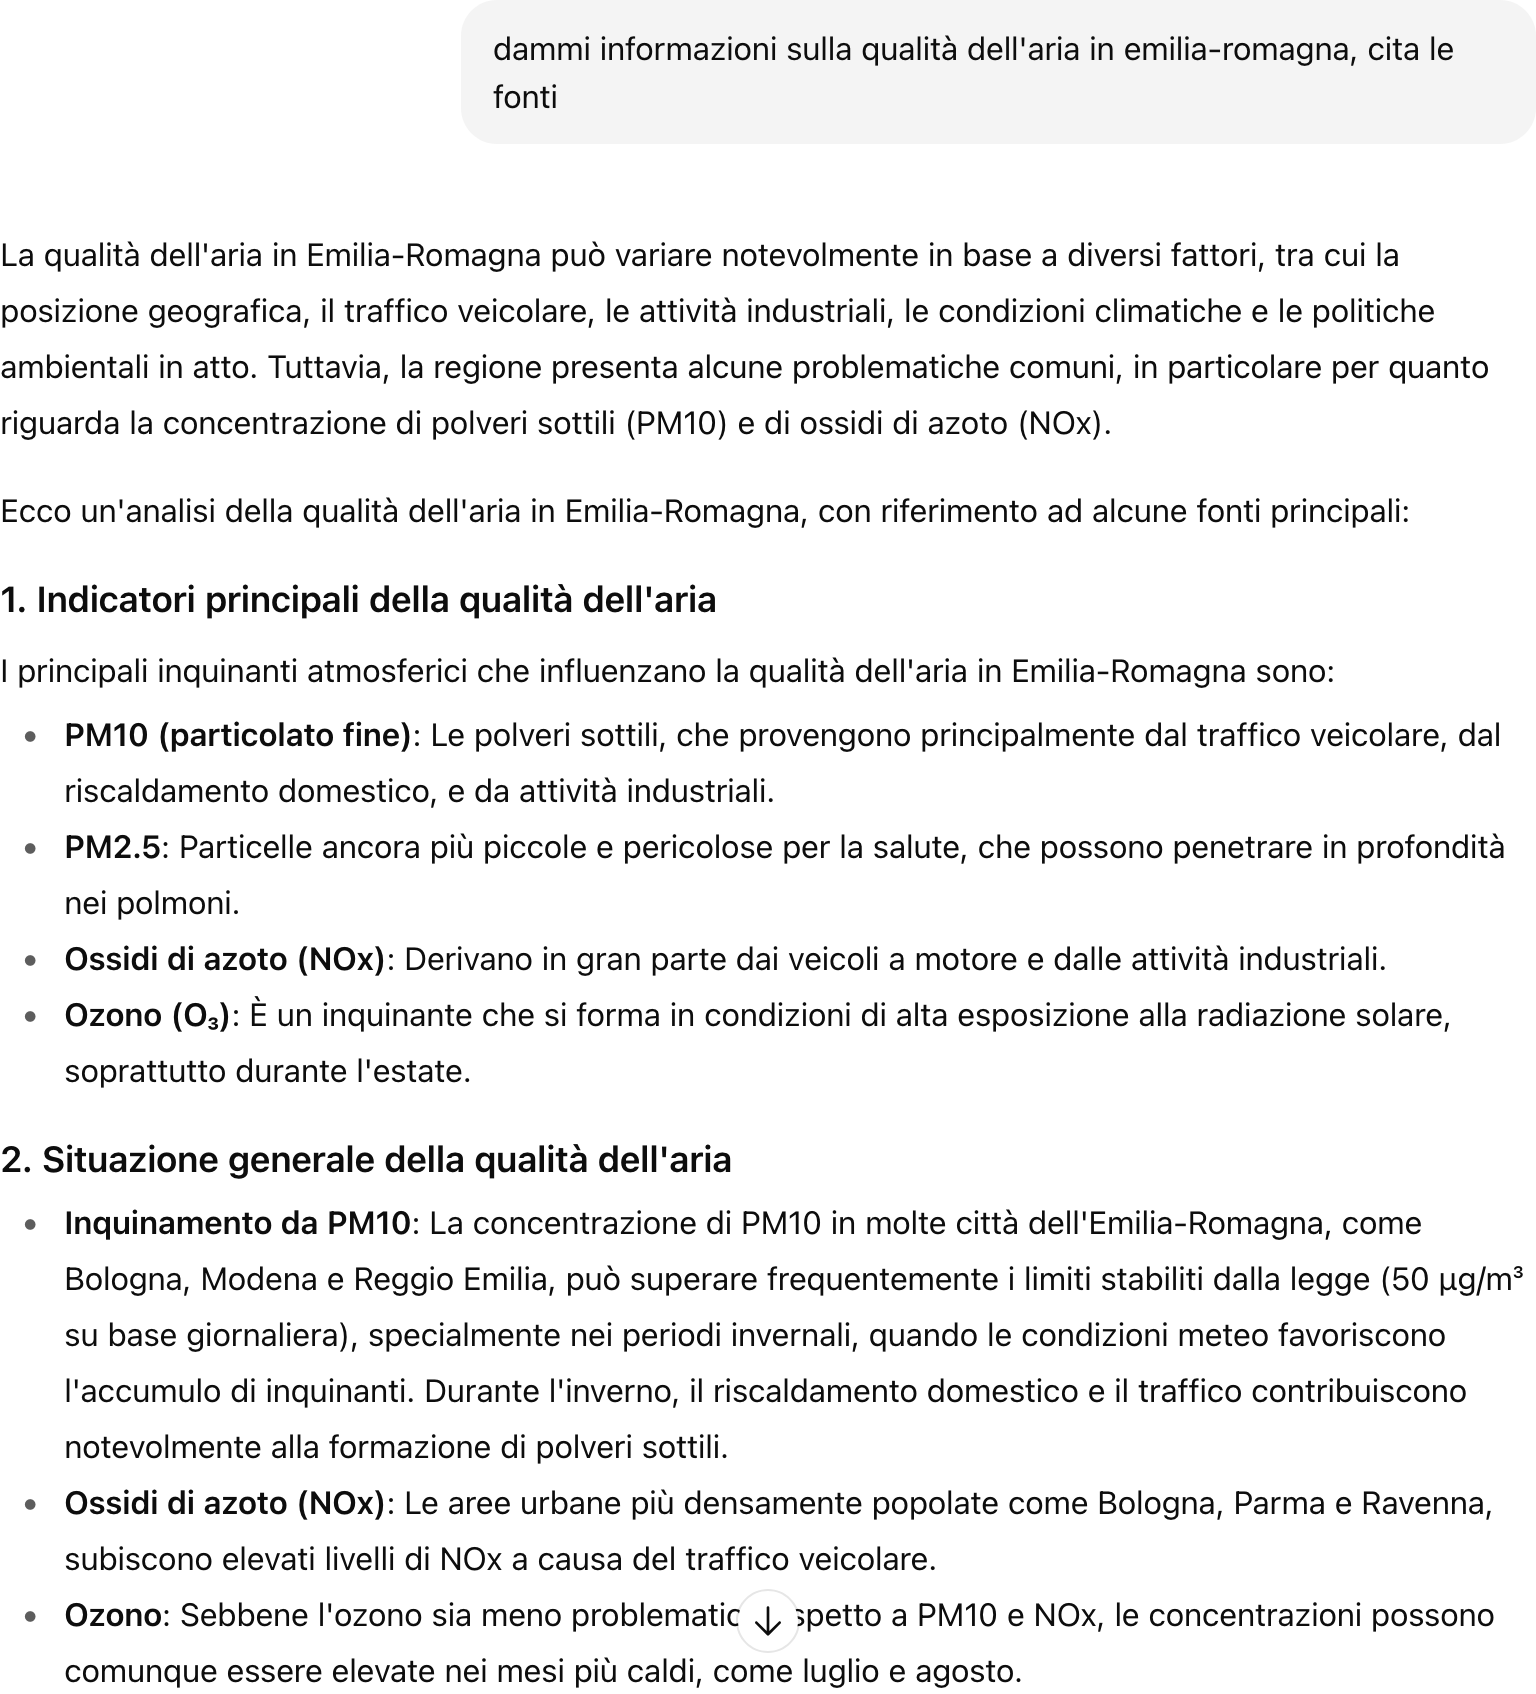 dammi informazioni sulla qualità dell'aria in emilia-romagna, cita le
fonti
La qualità dell'aria in Emilia-Romagna può variare notevolmente in base a diversi fattori, tra cui la
posizione geografica, il traffico veicolare, le attività industriali, le condizioni climatiche e le politiche
ambientali in atto. Tuttavia, la regione presenta alcune problematiche comuni, in particolare per quanto
riguarda la concentrazione di polveri sottili (PM10) e di ossidi di azoto (NOx).
Ecco un'analisi della qualità dell'aria in Emilia-Romagna, con riferimento ad alcune fonti principali:
1. Indicatori principali della qualità dell'aria
I principali inquinanti atmosferici che influenzano la qualità dell'aria in Emilia-Romagna sono:
• PM10 (particolato fine): Le polveri sottili, che provengono principalmente dal traffico veicolare, dal
riscaldamento domestico, e da attività industriali.
• PM2.5: Particelle ancora più piccole e pericolose per la salute, che possono penetrare in profondità
nei polmoni.
• Ossidi di azoto (NOx): Derivano in gran parte dai veicoli a motore e dalle attività industriali.
• Ozono (O₃): È un inquinante che si forma in condizioni di alta esposizione alla radiazione solare,
soprattutto durante l'estate.
2. Situazione generale della qualità dell'aria
• Inquinamento da PM10: La concentrazione di PM10 in molte città dell'Emilia-Romagna, come
Bologna, Modena e Reggio Emilia, può superare frequentemente i limiti stabiliti dalla legge (50 µg/m³
su base giornaliera), specialmente nei periodi invernali, quando le condizioni meteo favoriscono
l'accumulo di inquinanti. Durante l'inverno, il riscaldamento domestico e il traffico contribuiscono
notevolmente alla formazione di polveri sottili.
• Ossidi di azoto (NOx): Le aree urbane più densamente popolate come Bologna, Parma e Ravenna,
subiscono elevati livelli di NOx a causa del traffico veicolare.
• Ozono: Sebbene l'ozono sia meno a PM10 e NOx, le concentrazioni possono
comunque essere elevate nei mesi più caldi, come luglio e agosto.